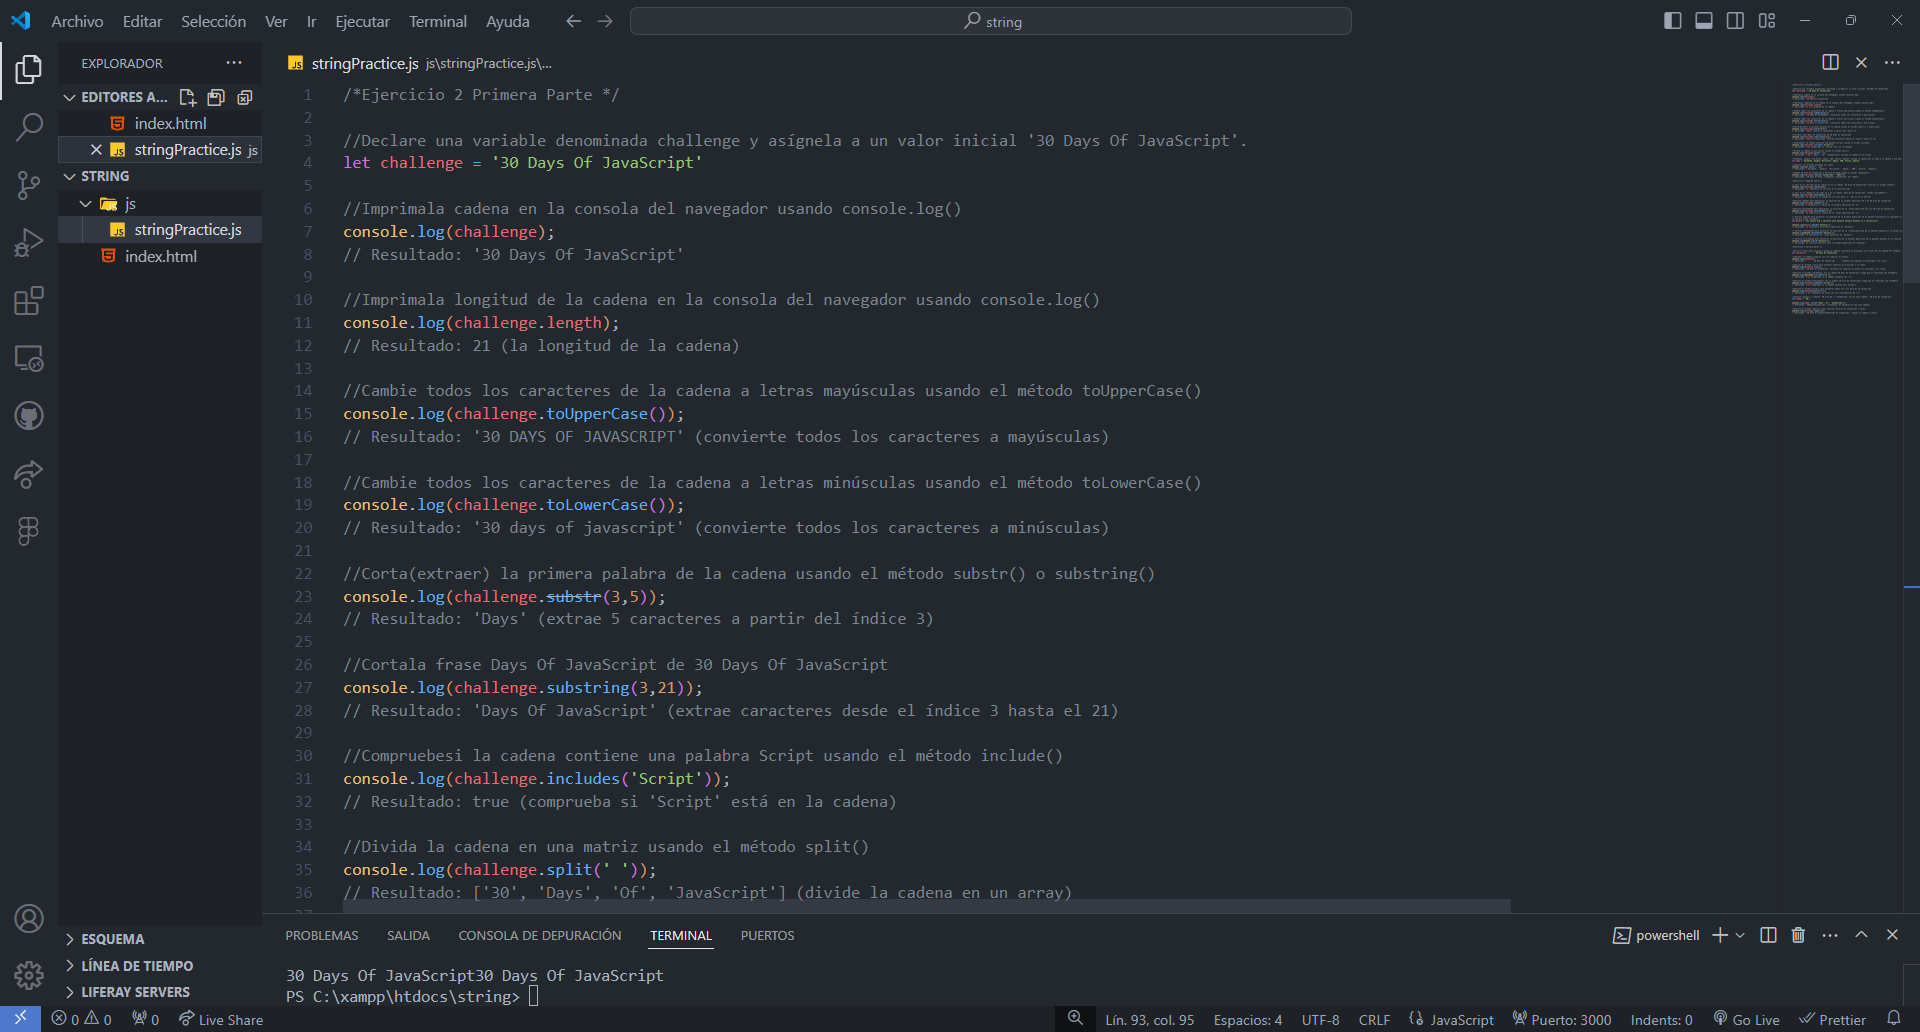 Archivo Editar Selección Ver Ir Ejecutar Terminal Ayuda string
EXPLORADOR
EDITORES A...
index.html
stringPractice.js js
STRING
js
stringPractice.js
index.html
ESQUEMA
LÍNEA DE TIEMPO
LIFERAY SERVERS
stringPractice.js js\stringPractice.js\...
1 /*Ejercicio 2 Primera Parte */
2
3 //Declare una variable denominada challenge y asígnela a un valor inicial '30 Days Of JavaScript'.
4 let challenge = '30 Days Of JavaScript'
5
6 //Imprimala cadena en la consola del navegador usando console.log()
7 console.log(challenge);
8 // Resultado: '30 Days Of JavaScript'
9
10 //Imprimala longitud de la cadena en la consola del navegador usando console.log()
11 console.log(challenge.length);
12 // Resultado: 21 (la longitud de la cadena)
13
14 //Cambie todos los caracteres de la cadena a letras mayúsculas usando el método toUpperCase()
15 console.log(challenge.toUpperCase());
16 // Resultado: '30 DAYS OF JAVASCRIPT' (convierte todos los caracteres a mayúsculas)
17
18 //Cambie todos los caracteres de la cadena a letras minúsculas usando el método toLowerCase()
19 console.log(challenge.toLowerCase());
20 // Resultado: '30 days of javascript' (convierte todos los caracteres a minúsculas)
21
22 //Corta(extraer) la primera palabra de la cadena usando el método substr() o substring()
23 console.log(challenge.substr(3,5));
24 // Resultado: 'Days' (extrae 5 caracteres a partir del índice 3)
25
26 //Cortala frase Days Of JavaScript de 30 Days Of JavaScript
27 console.log(challenge.substring(3,21));
28 // Resultado: 'Days Of JavaScript' (extrae caracteres desde el índice 3 hasta el 21)
29
30 //Compruebesi la cadena contiene una palabra Script usando el método include()
31 console.log(challenge.includes('Script'));
32 // Resultado: true (comprueba si 'Script' está en la cadena)
33
34 //Divida la cadena en una matriz usando el método split()
35 console.log(challenge.split(' '));
36 // Resultado: ['30', 'Days', 'Of', 'JavaScript'] (divide la cadena en un array)
PROBLEMAS SALIDA CONSOLA DE DEPURACIÓN TERMINAL PUERTOS powershell
30 Days Of JavaScript30 Days Of JavaScript
PS C:\xampp\htdocs\string>
0 0 0 Live Share Lín. 93, col. 95 Espacios: 4 UTF-8 CRLF JavaScript Puerto: 3000 Indents: 0 Go Live Prettier